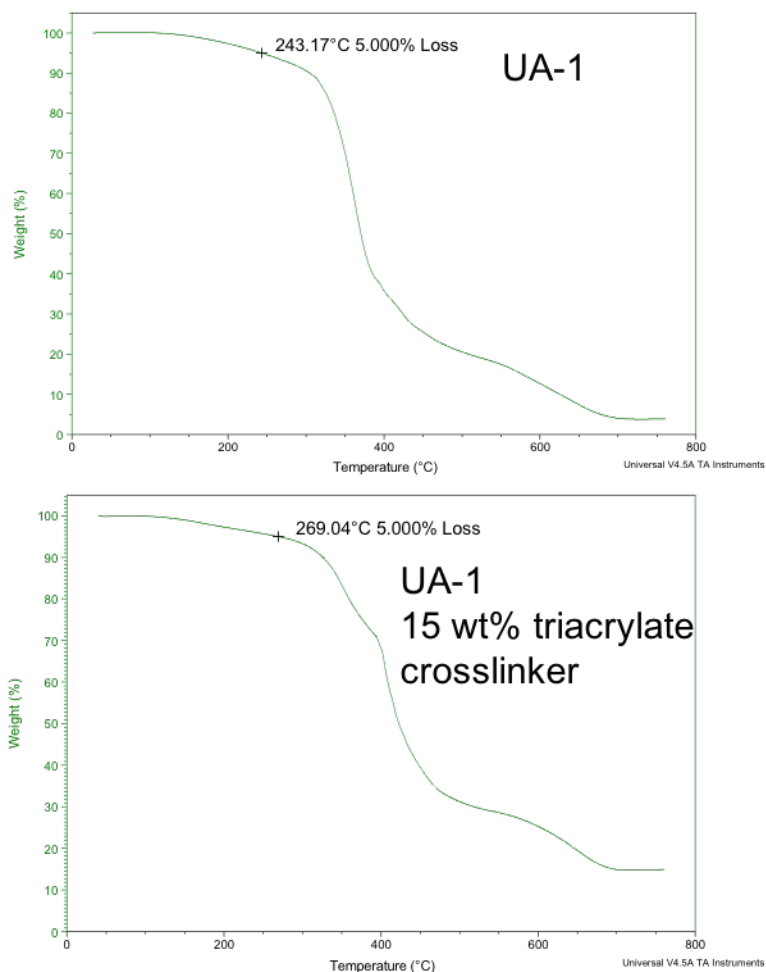 100
90
80
70
60
50
40
30
20
10
0
Weight (%)
243.17°C 5.000% Loss
UA-1
0 200 400 600 800
Temperature (°C)
Universal V4.5A TA Instruments
100
90
80
70
60
50
40
30
20
10
0
Weight (%)
269.04°C 5.000% Loss
UA-1
15 wt% triacrylate
crosslinker
0 200 400 600 800
Temperature (°C)
Universal V4.5A TA Instruments